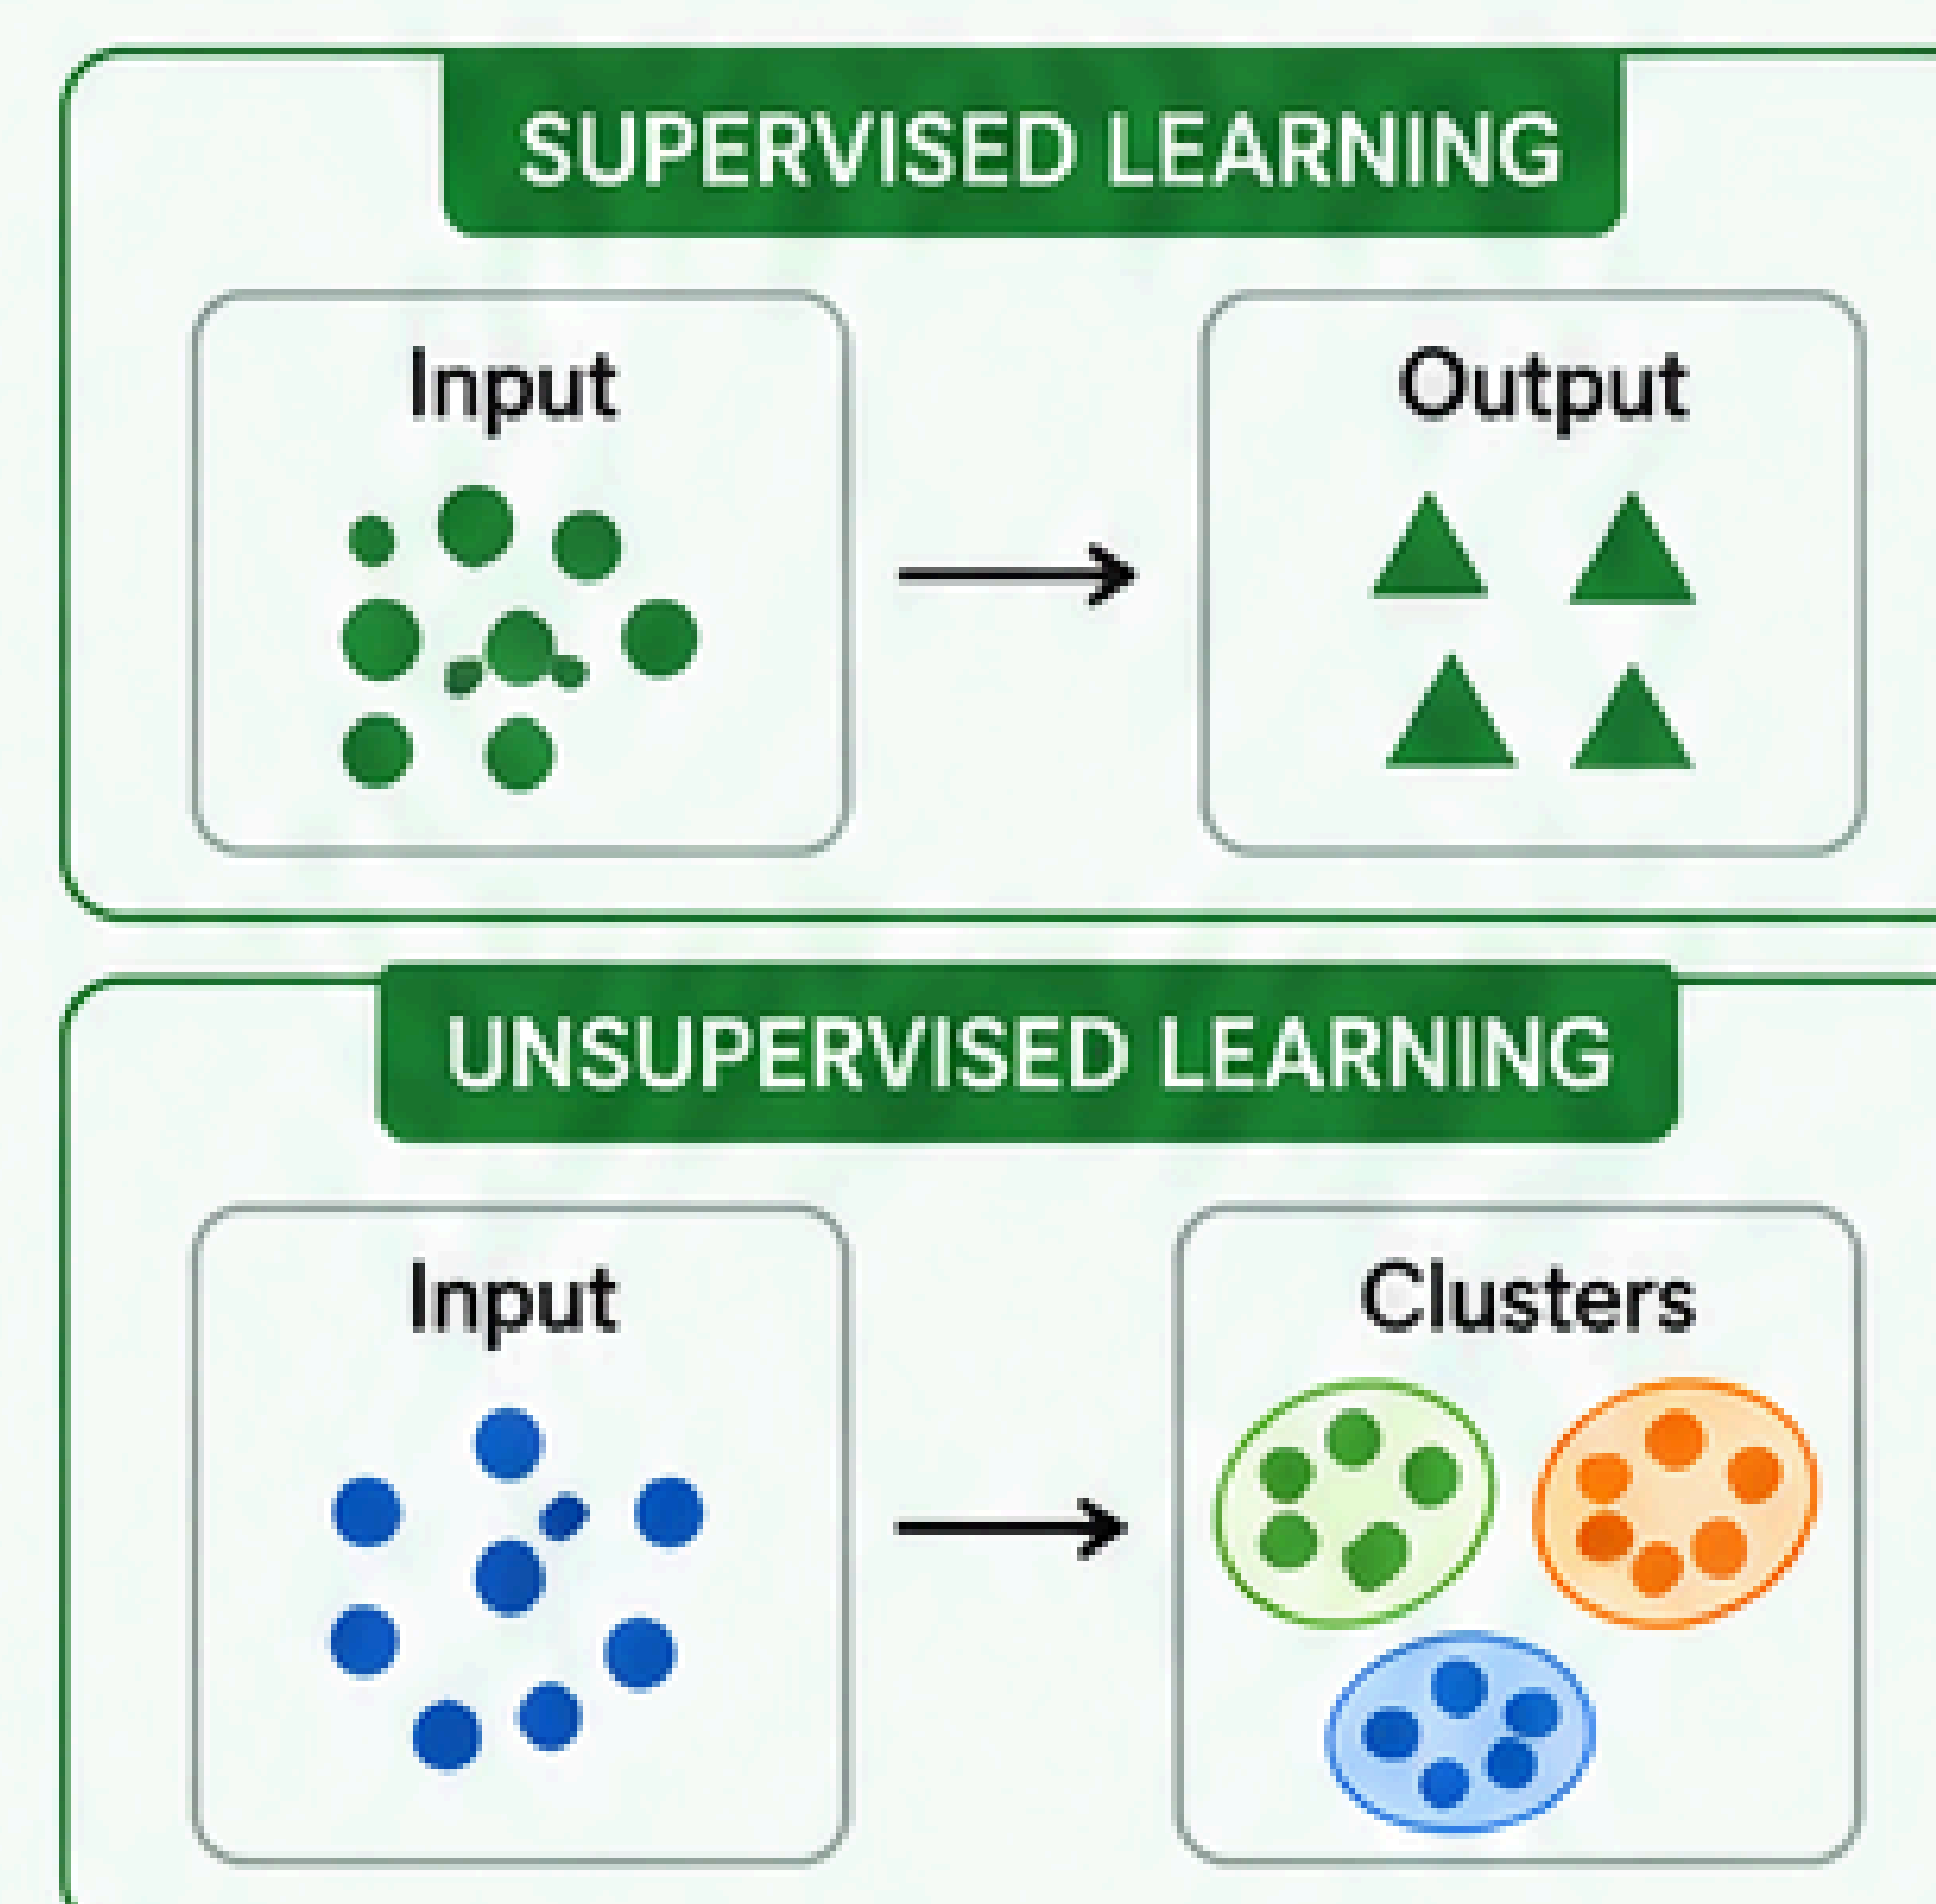 SUPERVISED LEARNING
Input
Output
UNSUPERVISED LEARNING
Input
Clusters